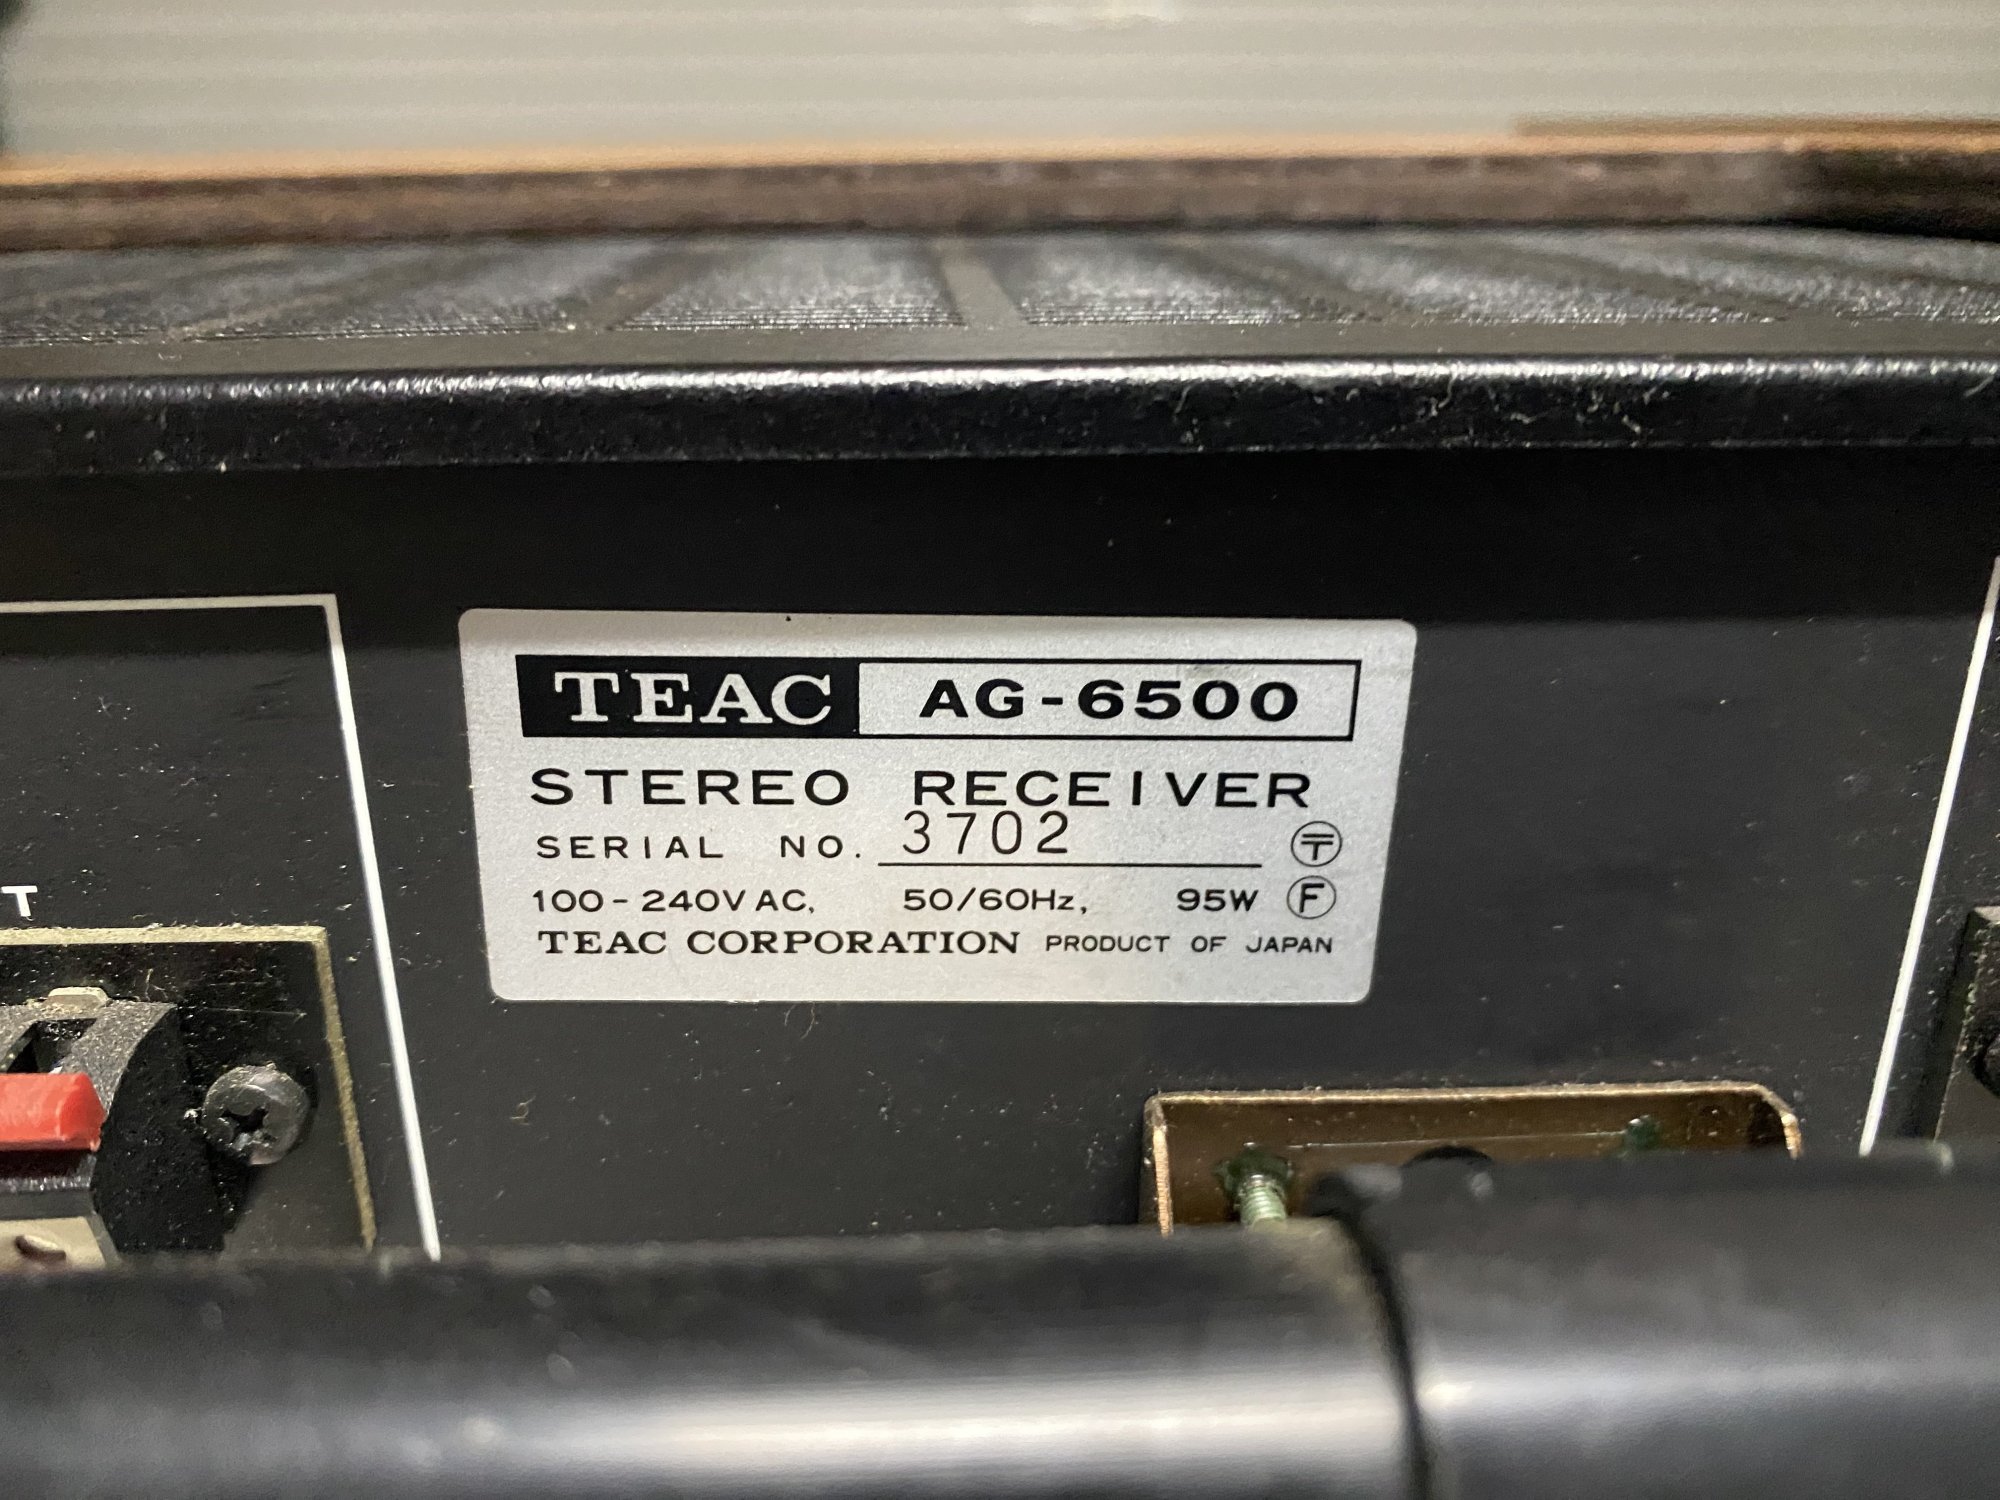 TEAC AG-6500
STEREO RECEIVER
SERIAL NO. 3702 〒
100-240V AC, 50/60Hz, 95W F
TEAC CORPORATION PRODUCT OF JAPAN
T